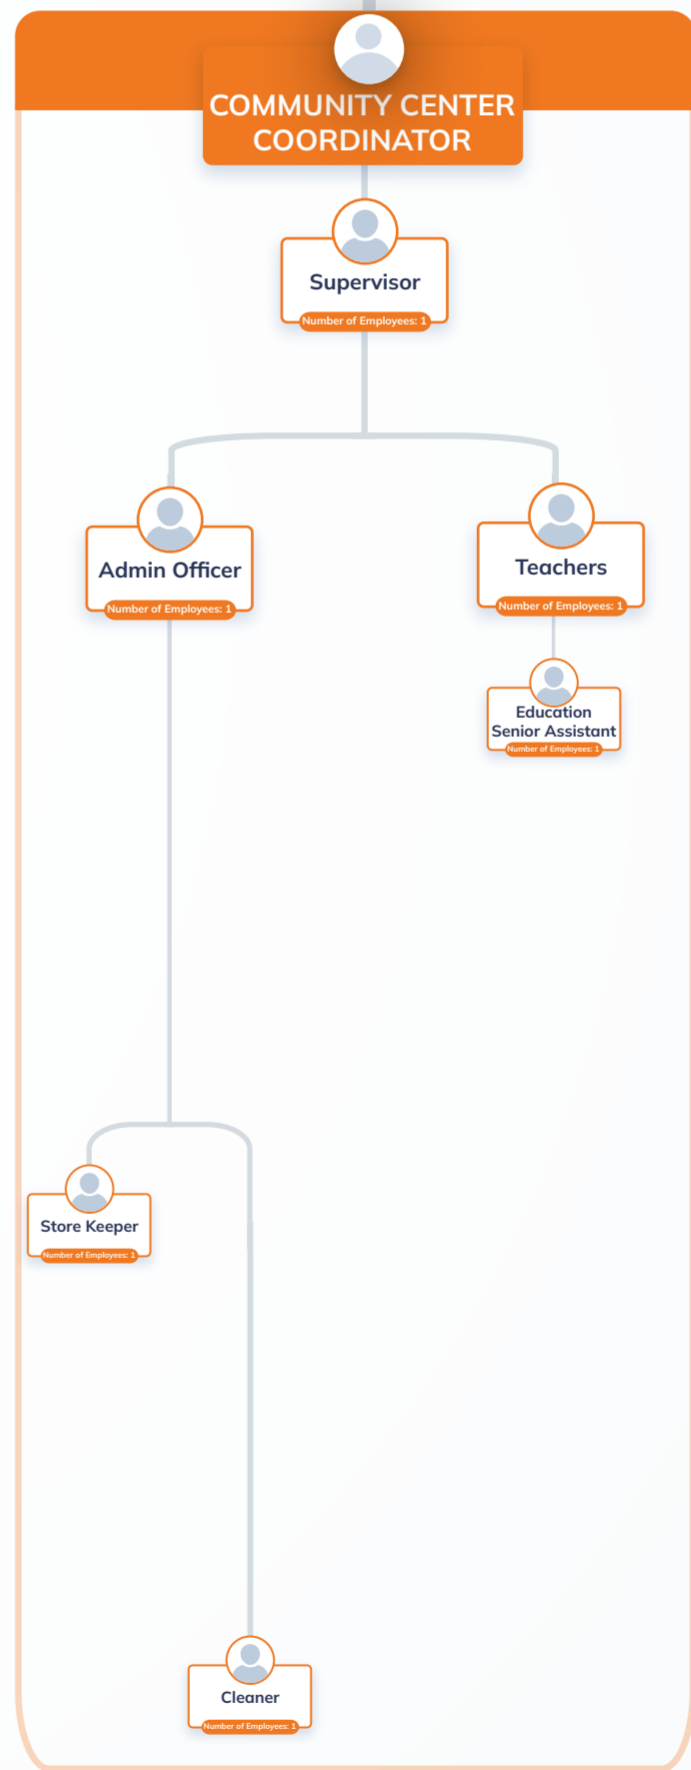 COMMUNITY CENTER
COORDINATOR
Supervisor
Number of Employees: 1
Admin Officer
Number of Employees: 1
Teachers
Number of Employees: 1
Education
Senior Assistant
Number of Employees: 1
Store Keeper
Number of Employees: 1
Cleaner
Number of Employees: 1